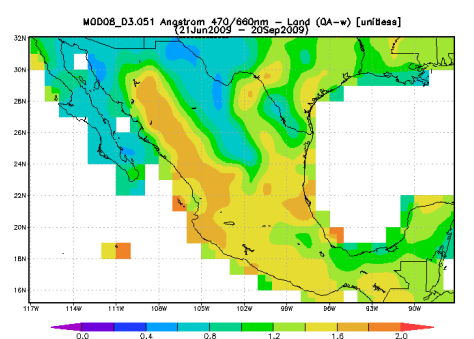 MOD08_D3.051 Angstrom 470/660nm – Land (QA–w) [unitless]
(21Jun2009 – 20Sep2009)
32N
30N
28N
26N
24N
22N
20N
18N
16N
117W 114W 111W 108W 105W 102W 99W 96W 93W 90W
0.0 0.4 0.8 1.2 1.6 2.0